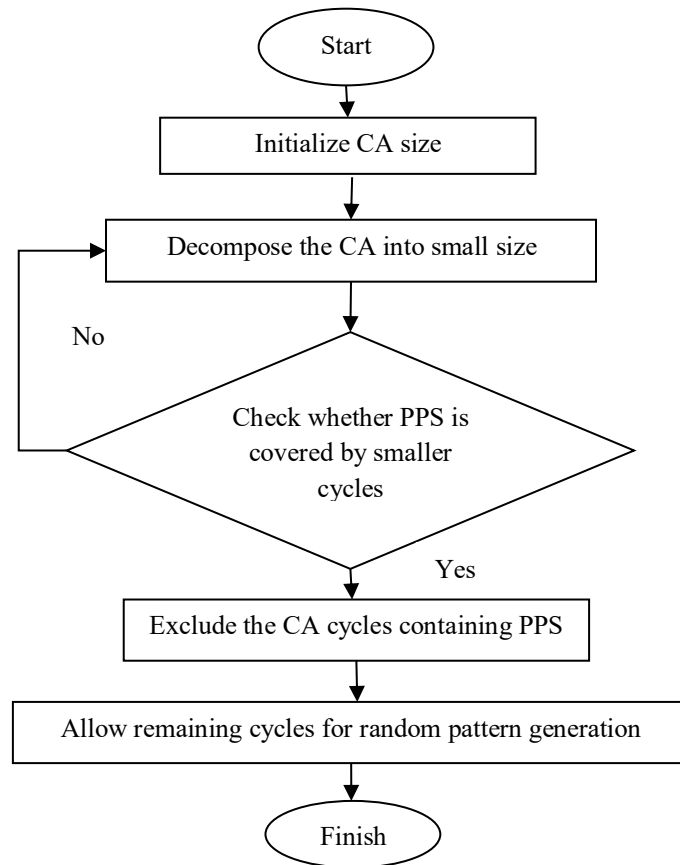 Start
Initialize CA size
Decompose the CA into small size
No
Check whether PPS is
covered by smaller
cycles
Yes
Exclude the CA cycles containing PPS
Allow remaining cycles for random pattern generation
Finish